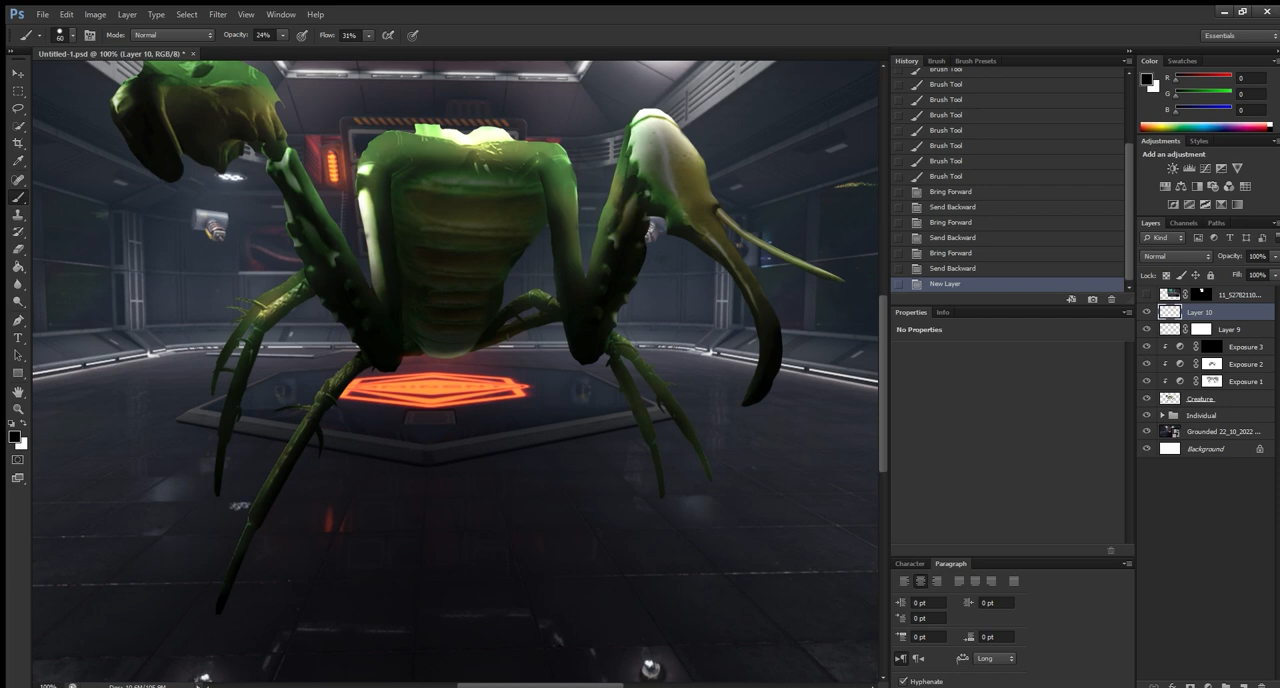 Ps File Edit Image Layer Type Select Filter View Window Help
60 Mode: Normal Opacity: 24% Flow: 31% Essentials
Untitled-1.psd @ 100% (Layer 10, RGB/8) * ×
History Brush Brush Presets
Brush Tool
Brush Tool
Brush Tool
Brush Tool
Brush Tool
Brush Tool
Brush Tool
Brush Tool
Bring Forward
Send Backward
Bring Forward
Send Backward
Bring Forward
Send Backward
New Layer
Properties Info
No Properties
Character Paragraph
0 pt 0 pt
0 pt
0 pt 0 pt
Long
Hyphenate
Color Swatches
R 0
G 0
B 0
Adjustments Styles
Add an adjustment
Layers Channels Paths
Kind
Normal Opacity: 100%
Lock: Fill: 100%
11_52782110...
Layer 10
Layer 9
Exposure 3
Exposure 2
Exposure 1
Creature
Individual
Grounded 22_10_2022 ...
Background
100%